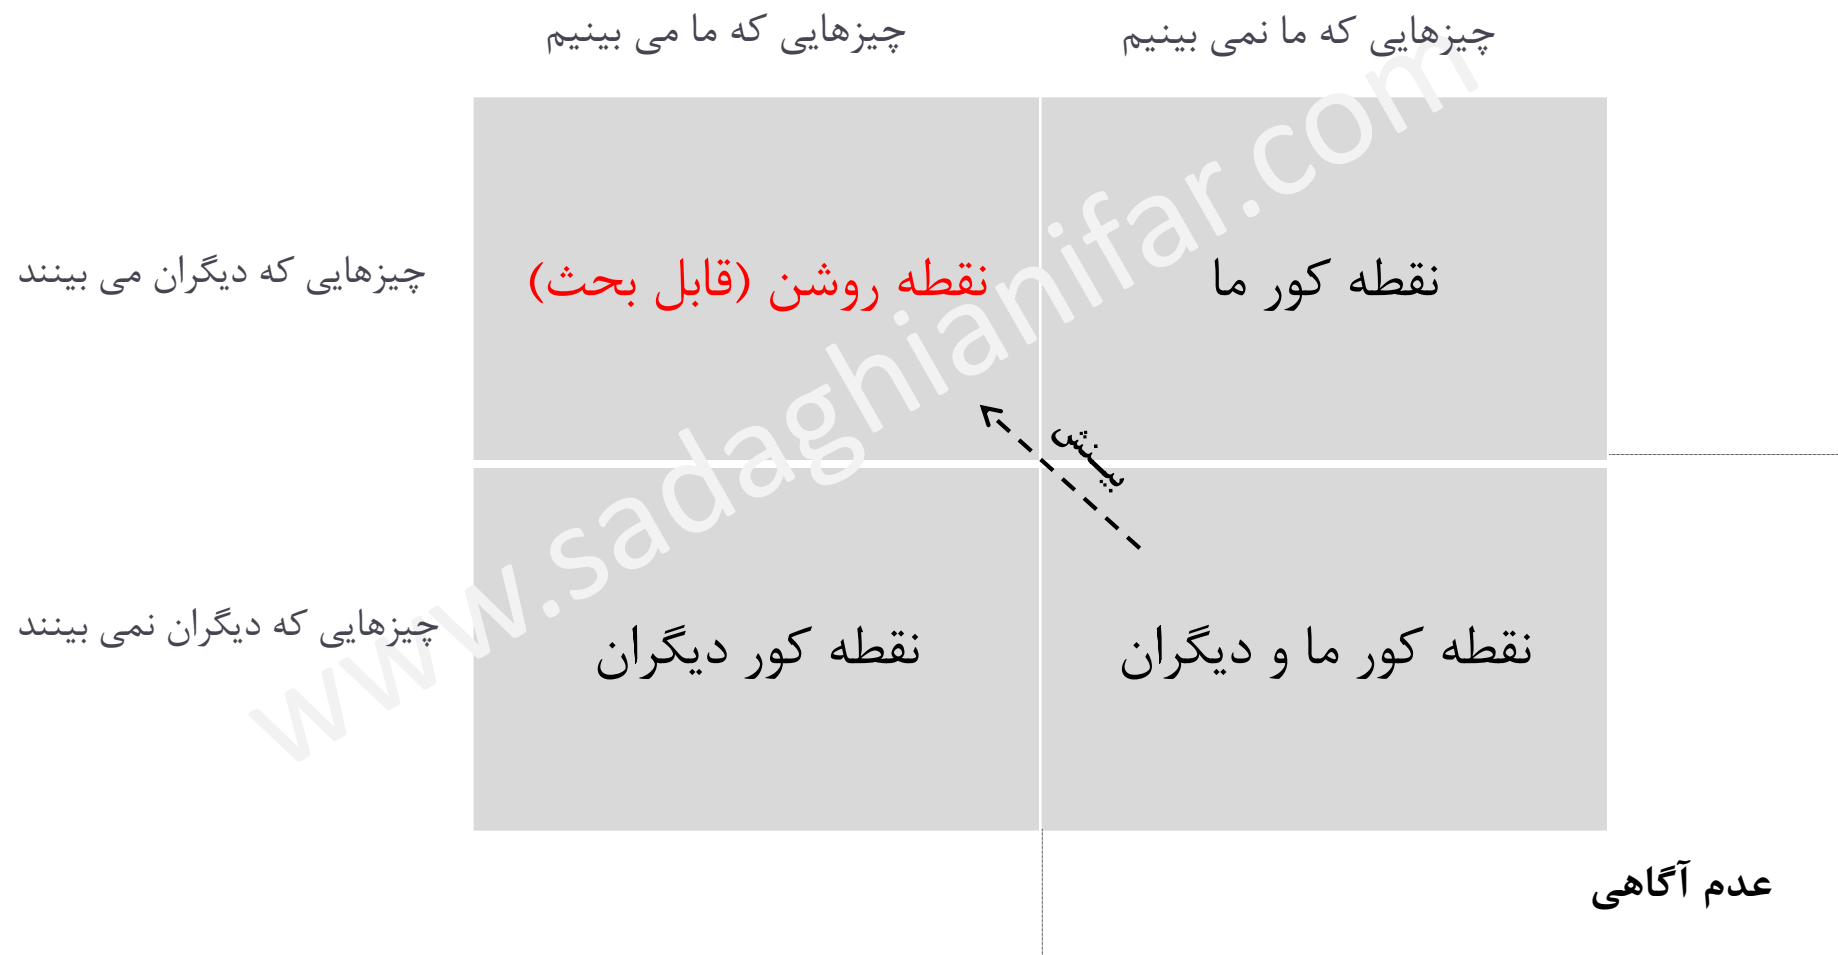 چیزهایی که ما نمی بینیم
چیزهایی که ما می بینیم
نقطه کور ما
نقطه روشن (قابل بحث)
چیزهایی که دیگران می بینند
بینش
نقطه کور ما و دیگران
نقطه کور دیگران
چیزهایی که دیگران نمی بینند
عدم آگاهی
www.sadaghianifar.com